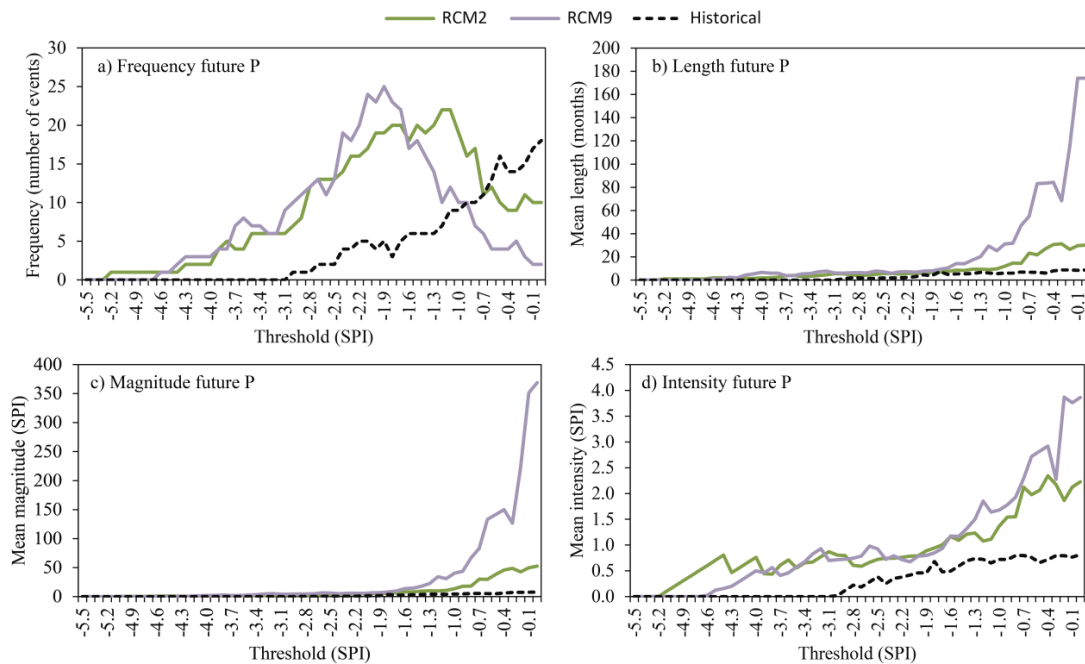 RCM2 RCM9 Historical
a) Frequency future P
Frequency (number of events)
30
25
20
15
10
5
0
-5.5 -5.2 -4.9 -4.6 -4.3 -4.0 -3.7 -3.4 -3.1 -2.8 -2.5 -2.2 -1.9 -1.6 -1.3 -1.0 -0.7 -0.4 -0.1
Threshold (SPI)
b) Length future P
Mean length (months)
200
180
160
140
120
100
80
60
40
20
0
-5.5 -5.2 -4.9 -4.6 -4.3 -4.0 -3.7 -3.4 -3.1 -2.8 -2.5 -2.2 -1.9 -1.6 -1.3 -1.0 -0.7 -0.4 -0.1
Threshold (SPI)
c) Magnitude future P
Mean magnitude (SPI)
400
350
300
250
200
150
100
50
0
-5.5 -5.2 -4.9 -4.6 -4.3 -4.0 -3.7 -3.4 -3.1 -2.8 -2.5 -2.2 -1.9 -1.6 -1.3 -1.0 -0.7 -0.4 -0.1
Threshold (SPI)
d) Intensity future P
Mean intensity (SPI)
4.5
4.0
3.5
3.0
2.5
2.0
1.5
1.0
0.5
0.0
-5.5 -5.2 -4.9 -4.6 -4.3 -4.0 -3.7 -3.4 -3.1 -2.8 -2.5 -2.2 -1.9 -1.6 -1.3 -1.0 -0.7 -0.4 -0.1
Threshold (SPI)